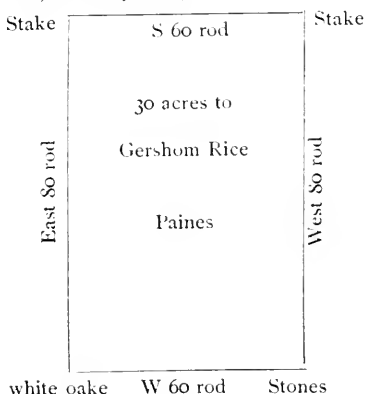 Stake Stake
S 60 rod
30 acres to
Gershom Rice
East 80 rod
West 80 rod
Paines
white oake W 60 rod Stones